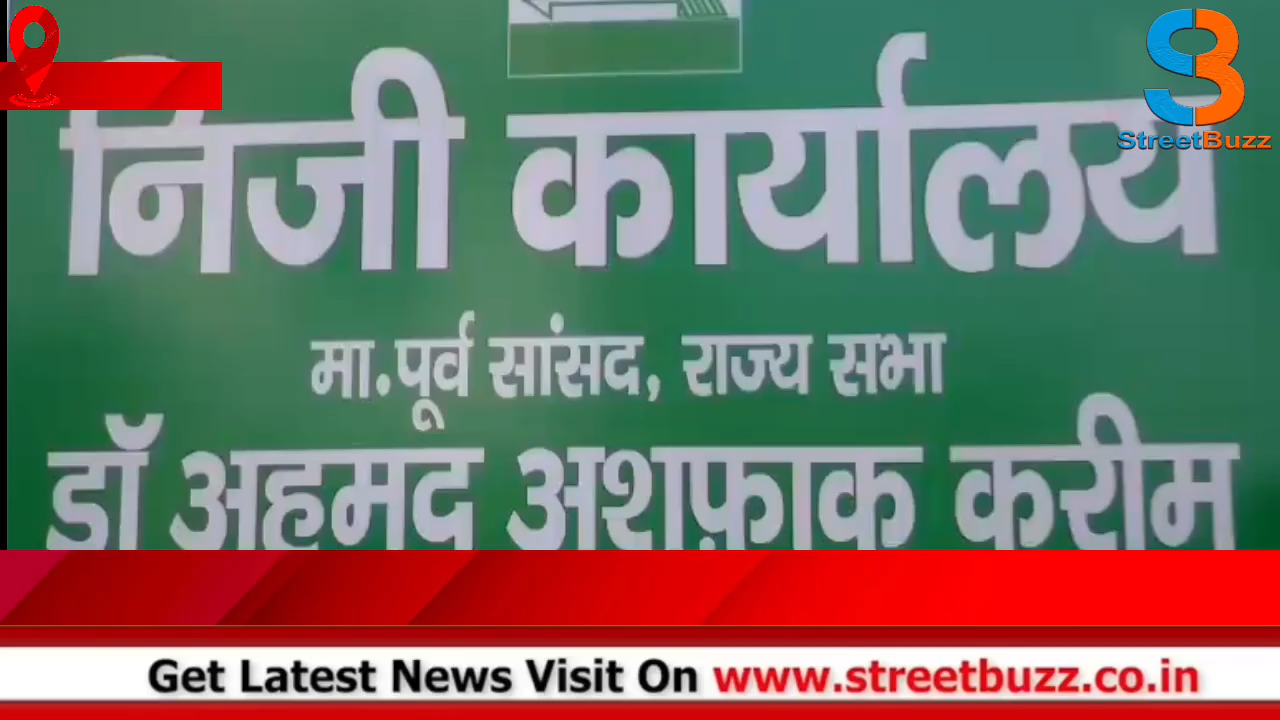 StreetBuzz
निजी कार्यालय
मा.पूर्व सांसद, राज्य सभा
डॉ अहमद अशफ़ाक करीम
Get Latest News Visit On www.streetbuzz.co.in